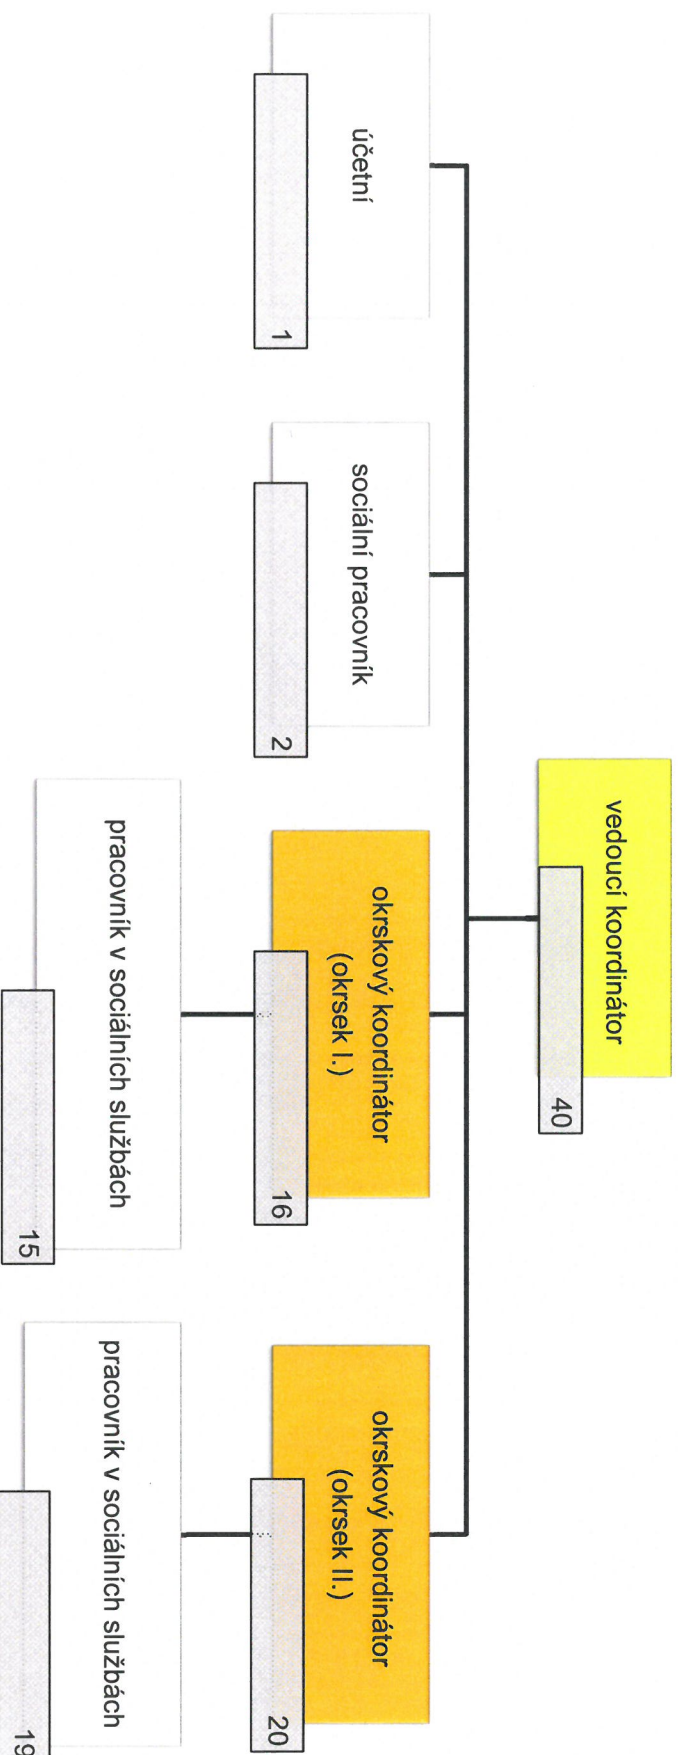 vedoucí koordinátor
40
účetní
1
sociální pracovník
2
okrskový koordinátor
(okrsek I.)
16
okrskový koordinátor
(okrsek II.)
20
pracovník v sociálních službách
15
pracovník v sociálních službách
19